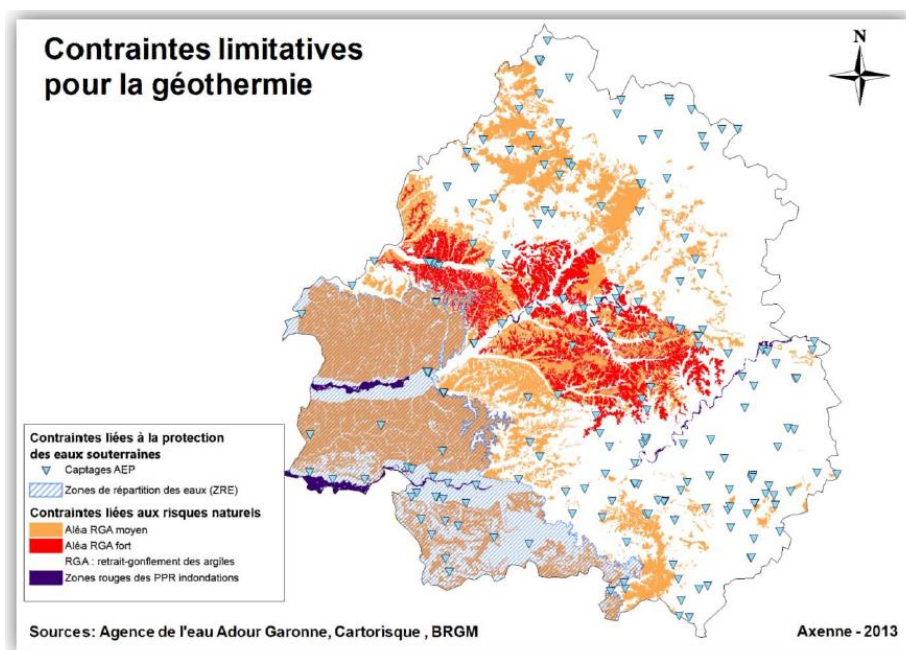 Contraintes limitatives
pour la géothermie
N
Contraintes liées à la protection
des eaux souterraines
Captages AEP
Zones de répartition des eaux (ZRE)
Contraintes liées aux risques naturels
Aléa RGA moyen
Aléa RGA fort
RGA : retrait-gonflement des argiles
Zones rouges des PPR indondations
Sources: Agence de l'eau Adour Garonne, Cartorisque , BRGM
Axenne - 2013